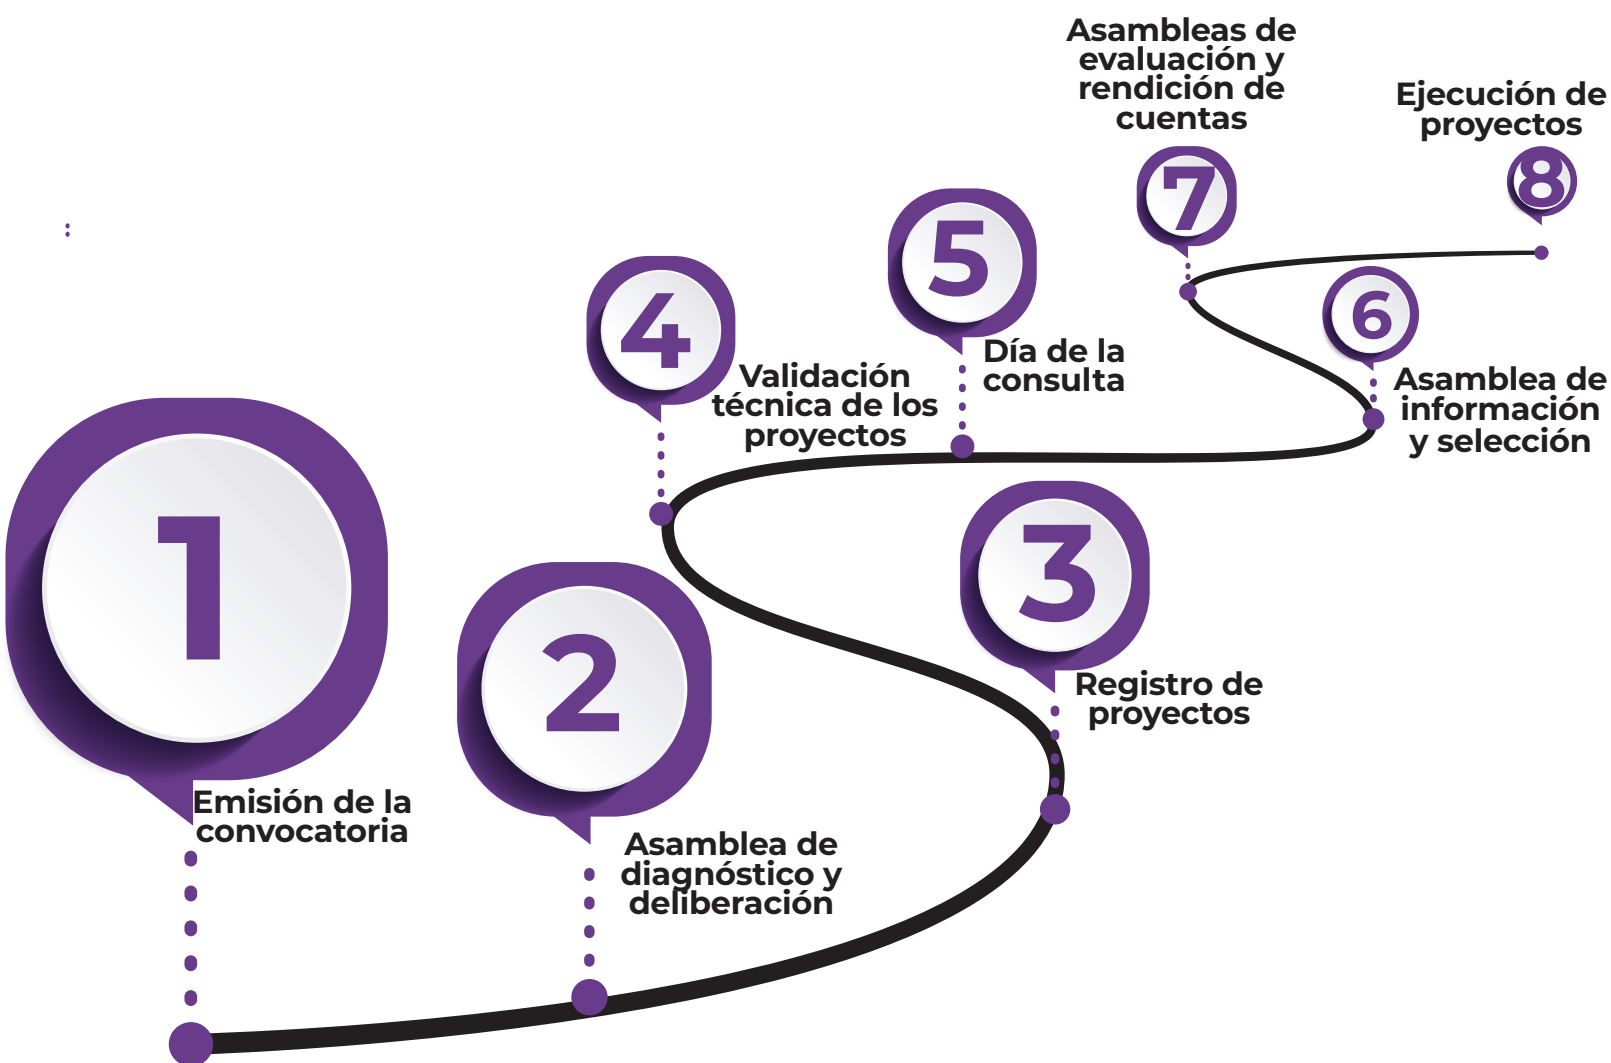 1
Emisión de la
convocatoria
2
Asamblea de
diagnóstico y
deliberación
3
Registro de
proyectos
4
Validación
técnica de los
proyectos
5
Día de la
consulta
6
Asamblea de
información
y selección
7
Asambleas de
evaluación y
rendición de
cuentas
8
Ejecución de
proyectos